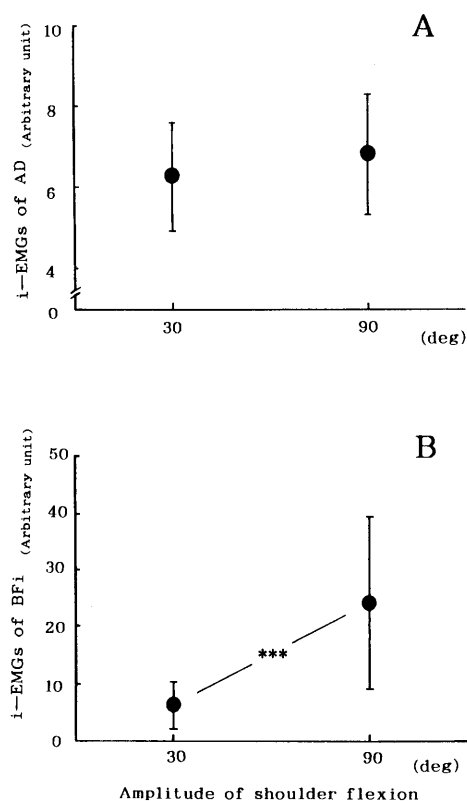 A
i—EMGs of AD (Arbitrary unit)
10
8
6
4
0
30
90
(deg)
B
i—EMGs of BFi (Arbitrary unit)
50
40
30
20
10
0
***
30
90
(deg)
Amplitude of shoulder flexion